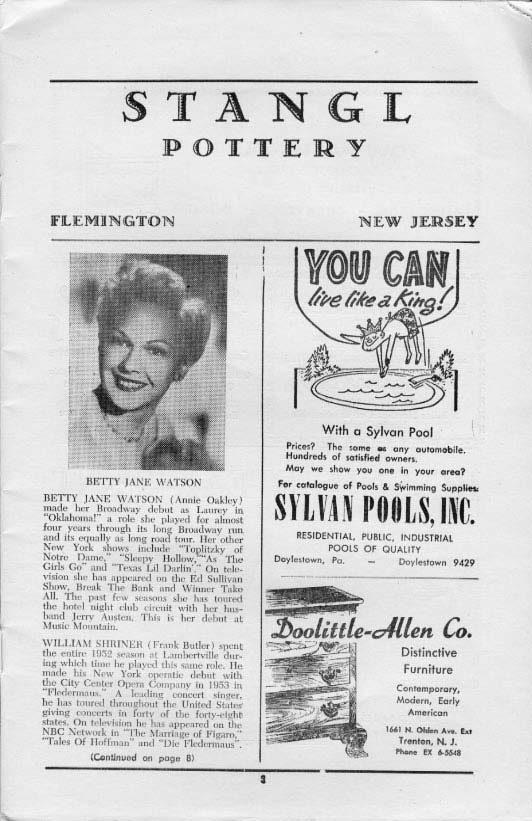 STANGL
POTTERY
FLEMINGTON NEW JERSEY
BETTY JANE WATSON
BETTY JANE WATSON (Annie Oakley)
made her Broadway debut as Laurey in
"Oklahoma!" a role she played for almost
four years through its long Broadway run
and its equally as long road tour. Her other
New York shows include "Toplitzky of
Notre Dame," "Sleepy Hollow," "As The
Girls Go" and "Texas Lil Darlin'." On tele-
vision she has appeared on the Ed Sullivan
Show, Break The Bank and Winner Take
All. The past few seasons she has toured
the hotel night club circuit with her hus-
band Jerry Austen. This is her debut at
Music Mountain.
WILLIAM SHRINER (Frank Butler) spent
the entire 1952 season at Lambertville dur-
ing which time he played this same role. He
made his New York operatic debut with
the City Center Opera Company in 1953 in
"Fledermaus." A leading concert singer,
he has toured throughout the United States
giving concerts in forty of the forty-eight
states. On television he has appeared on the
NBC Network in "The Marriage of Figaro,"
"Tales Of Hoffman" and "Die Fledermaus".
(Continued on page 8)
YOU CAN
live like a King!
With a Sylvan Pool
Prices? The same as any automobile.
Hundreds of satisfied owners.
May we show you one in your area?
For catalogue of Pools & Swimming Supplies:
SYLVAN POOLS, INC.
RESIDENTIAL, PUBLIC, INDUSTRIAL
POOLS OF QUALITY
Doylestown, Pa. — Doylestown 9429
Doolittle-Allen Co.
Distinctive
Furniture
Contemporary,
Modern, Early
American
1661 N. Olden Ave. Ext
Trenton, N. J.
Phone EX 6-5548
3